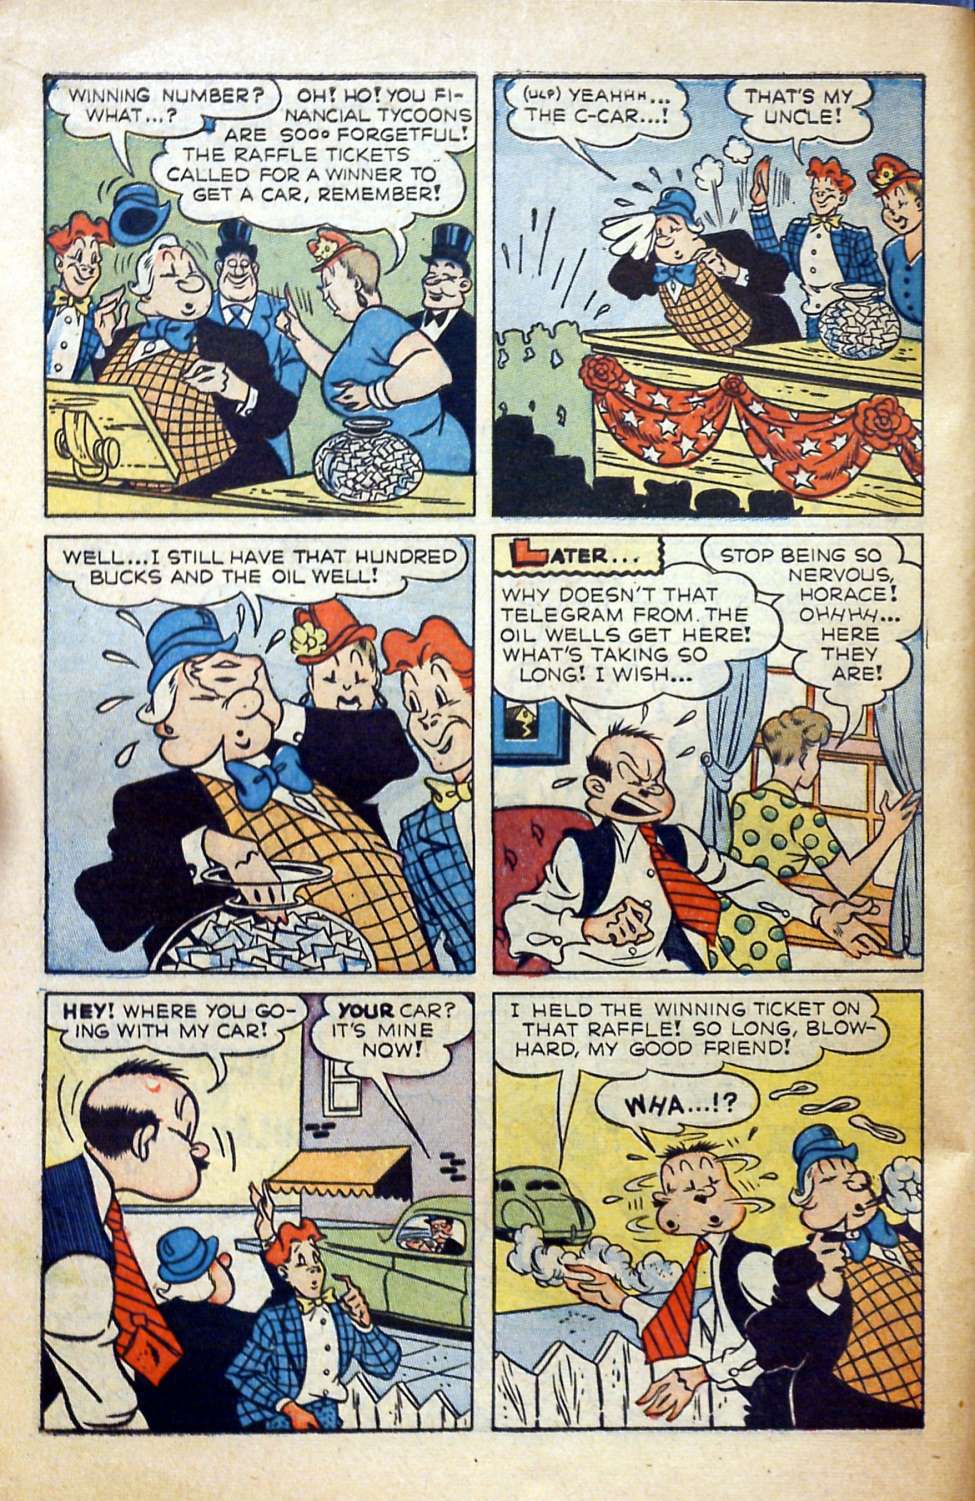 WINNING NUMBER?
WHAT...?
OH! HO! YOU FI-
NANCIAL TYCOONS
ARE SOOO FORGETFUL!
THE RAFFLE TICKETS
CALLED FOR A WINNER TO
GET A CAR, REMEMBER!
(ULP) YEAHHH...
THE C-CAR...!
THAT'S MY
UNCLE!
WELL...I STILL HAVE THAT HUNDRED
BUCKS AND THE OIL WELL!
LATER...
WHY DOESN'T THAT
TELEGRAM FROM. THE
OIL WELLS GET HERE!
WHAT'S TAKING SO
LONG! I WISH...
STOP BEING SO
NERVOUS,
HORACE!
OHHHH...
HERE
THEY
ARE!
HEY! WHERE YOU GO-
ING WITH MY CAR!
YOUR CAR?
IT'S MINE
NOW!
I HELD THE WINNING TICKET ON
THAT RAFFLE! SO LONG, BLOW-
HARD, MY GOOD FRIEND!
WHA...!?